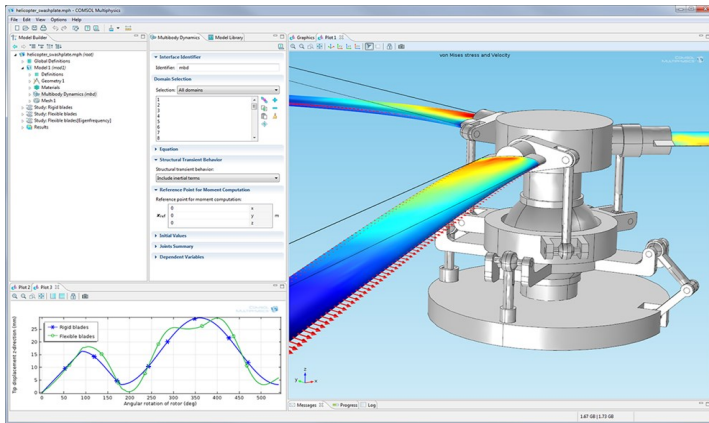 helicopter_swashplate.mph - COMSOL Multiphysics
File Edit View Options Help
Model Builder
Multibody Dynamics
Model Library
Graphics
Plot 1
helicopter_swashplate.mph (root)
Global Definitions
Model 1 (mod1)
Definitions
Geometry 1
Materials
Multibody Dynamics (mbd)
Mesh 1
Study: Rigid blades
Study: Flexible blades
Study: Flexible blades(Eigenfrequency)
Results
Interface Identifier
Identifier: mbd
Domain Selection
Selection: All domains
1
2
3
4
5
6
7
8
Equation
Structural Transient Behavior
Structural transient behavior:
Include inertial terms
Reference Point for Moment Computation
Reference point for moment computation:
0 x
xref 0 y m
0 z
Initial Values
Joints Summary
Dependent Variables
von Mises stress and Velocity
z
y x
Plot 2 Plot 3
Tip displacement z-direction (mm)
25
20
15
10
5
0
Rigid blades
Flexible blades
0 50 100 150 200 250 300 350 400 450 500
Angular rotation of rotor (deg)
Messages Progress Log
1.67 GB | 1.73 GB